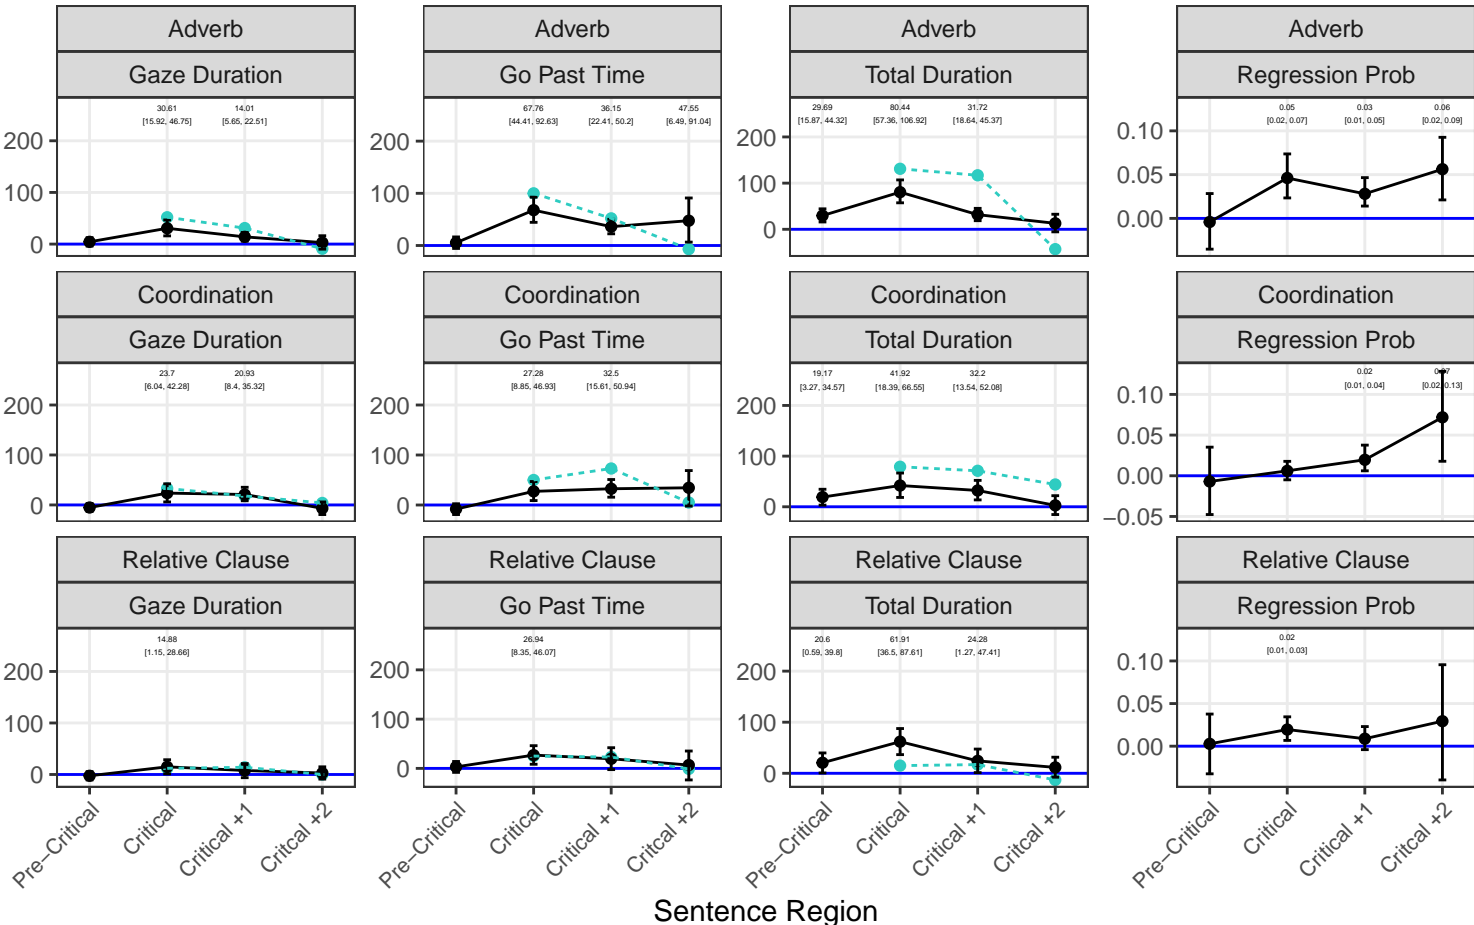 Adverb
Adverb
Adverb
Adverb
Gaze Duration
Go Past Time
Total Duration
Regression Prob
30.61
14.01
[15.92, 46.75]
[5.65, 22.51]
67.76
36.15
47.55
[44.41, 92.63]
[22.41, 50.2]
[6.49, 91.04]
29.69
80.44
31.72
[15.87, 44.32]
[57.36, 106.92]
[18.64, 45.37]
0.05
0.03
0.06
[0.02, 0.07]
[0.01, 0.05]
[0.02, 0.09]
200
100
0
200
100
0
200
100
0
0.10
0.05
0.00
Coordination
Coordination
Coordination
Coordination
Gaze Duration
Go Past Time
Total Duration
Regression Prob
23.7
20.93
[6.04, 42.28]
[8.4, 35.32]
27.28
32.5
[8.85, 46.93]
[15.61, 50.94]
19.17
41.92
32.2
[3.27, 34.57]
[18.39, 66.55]
[13.54, 52.08]
0.02
0.07
[0.01, 0.04]
[0.02, 0.13]
200
100
0
200
100
0
200
100
0
0.10
0.05
0.00
−0.05
Relative Clause
Relative Clause
Relative Clause
Relative Clause
Gaze Duration
Go Past Time
Total Duration
Regression Prob
14.88
[1.15, 28.66]
26.94
[8.35, 46.07]
20.6
61.91
24.28
[0.59, 39.8]
[36.5, 87.61]
[1.27, 47.41]
0.02
[0.01, 0.03]
200
100
0
200
100
0
200
100
0
0.10
0.05
0.00
Pre−Critical
Critical
Critical +1
Critcal +2
Pre−Critical
Critical
Critical +1
Critcal +2
Pre−Critical
Critical
Critical +1
Critcal +2
Pre−Critical
Critical
Critical +1
Critcal +2
Sentence Region